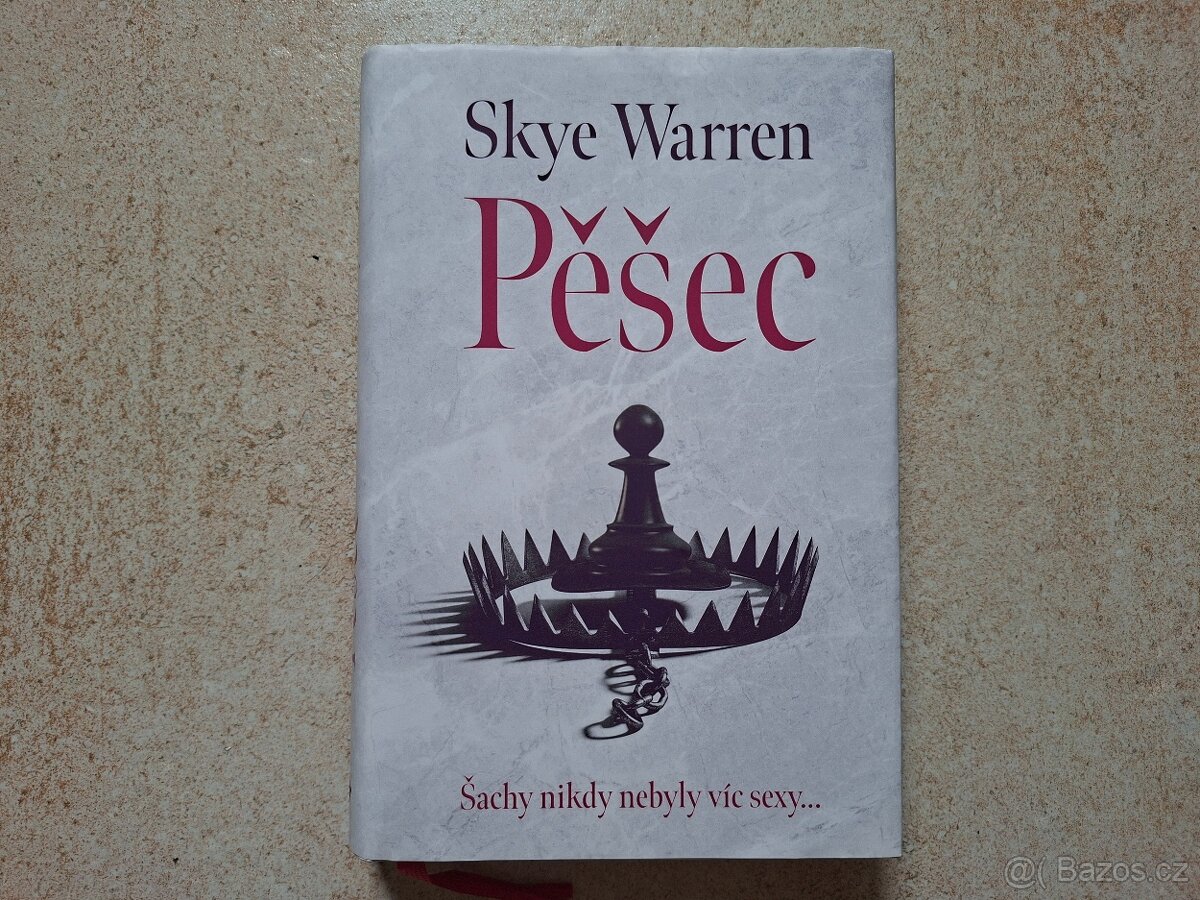 Skye Warren
Pěšec
Šachy nikdy nebyly víc sexy...
@( Bazos.cz